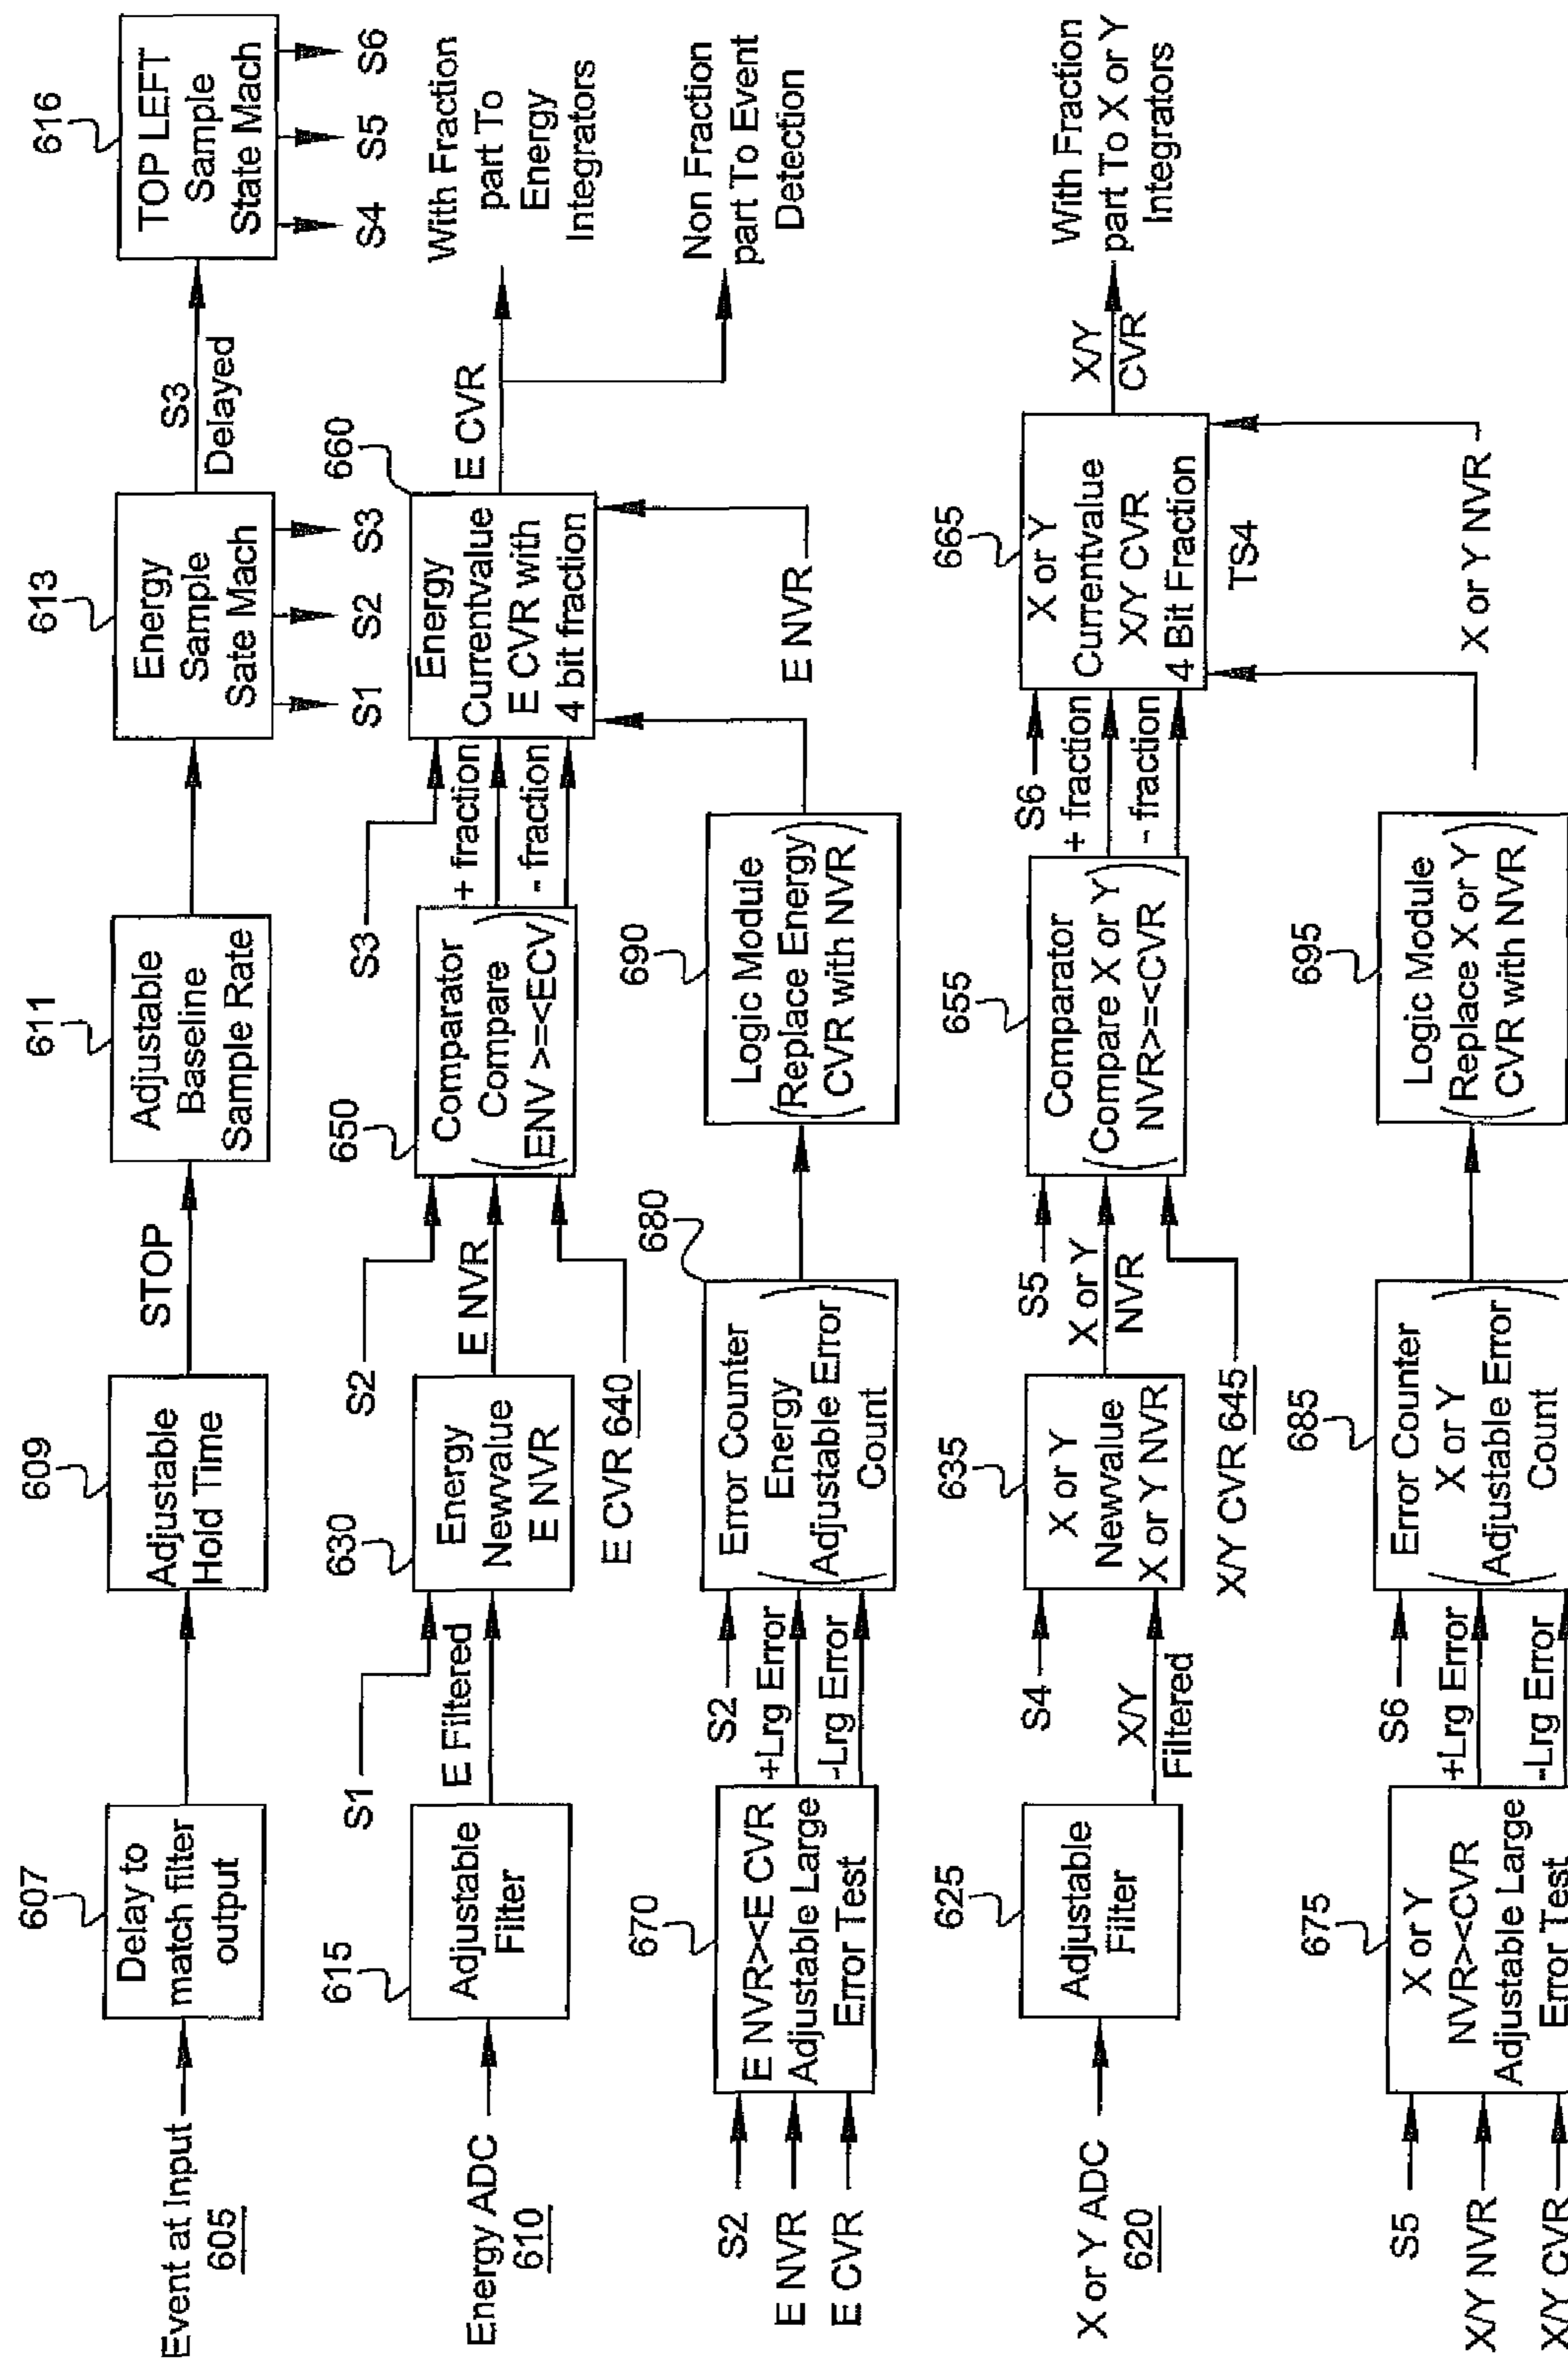 Event at Input
605
607
Delay to
match filter
output
609
Adjustable
Hold Time
STOP
611
Adjustable
Baseline
Sample Rate
613
Energy
Sample
Sate Mach
S1
S2
S3
S3
Delayed
616
TOP LEFT
Sample
State Mach
S4
S5
S6
Energy ADC
610
615
Adjustable
Filter
S1
E Filtered
630
Energy
Newvalue
E NVR
S2
E NVR
E CVR 640
650
Comparator
Compare
ENV >=<ECV
S3
+ fraction
- fraction
660
Energy
Currentvalue
E CVR with
4 bit fraction
E CVR
With Fraction
part To
Energy
Integrators
Non Fraction
part To Event
Detection
S2
E NVR
E CVR
670
E NVR><E CVR
Adjustable Large
Error Test
S2
+Lrg Error
-Lrg Error
680
Error Counter
Energy
Adjustable Error
Count
690
Logic Module
Replace Energy
CVR with NVR
E NVR
X or Y ADC
620
625
Adjustable
Filter
S4
X/Y
Filtered
635
X or Y
Newvalue
X or Y NVR
S5
X or Y
NVR
X/Y CVR 645
655
Comparator
Compare X or Y
NVR>=<CVR
S6
+ fraction
- fraction
665
X or Y
Currentvalue
X/Y CVR
4 Bit Fraction
TS4
X/Y
CVR
With Fraction
part To X or Y
Integrators
S5
X/Y NVR
X/Y CVR
675
X or Y
NVR><CVR
Adjustable Large
Error Test
S6
+Lrg Error
-Lrg Error
685
Error Counter
X or Y
Adjustable Error
Count
695
Logic Module
Replace X or Y
CVR with NVR
X or Y NVR